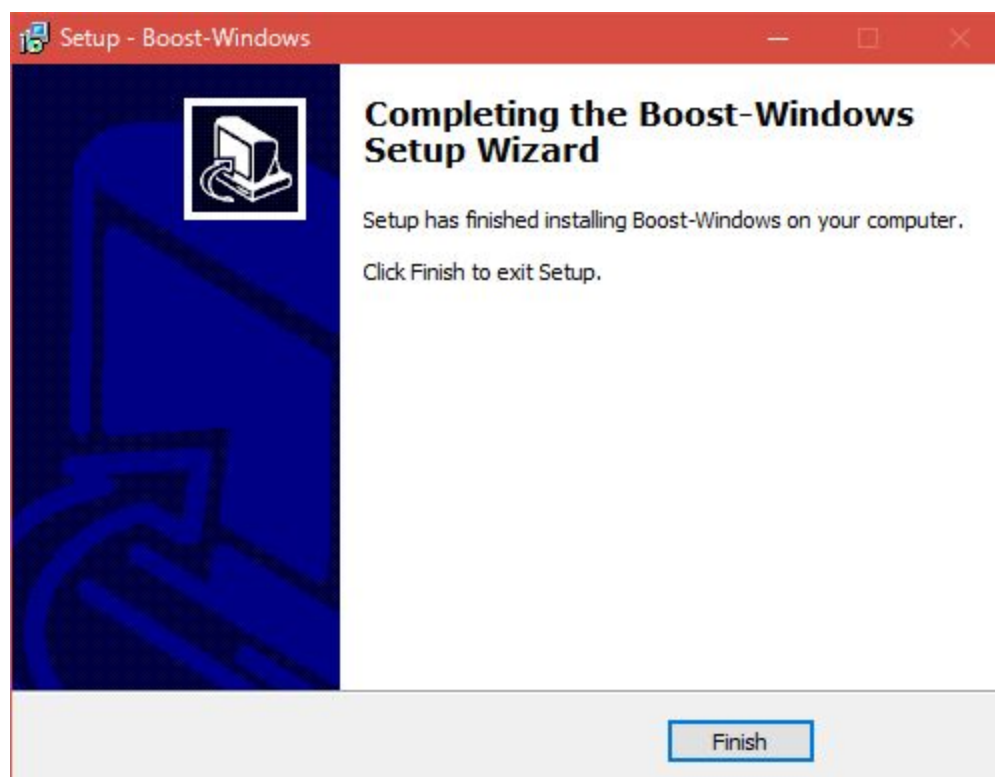 Setup - Boost-Windows
Completing the Boost-Windows
Setup Wizard
Setup has finished installing Boost-Windows on your computer.
Click Finish to exit Setup.
Finish